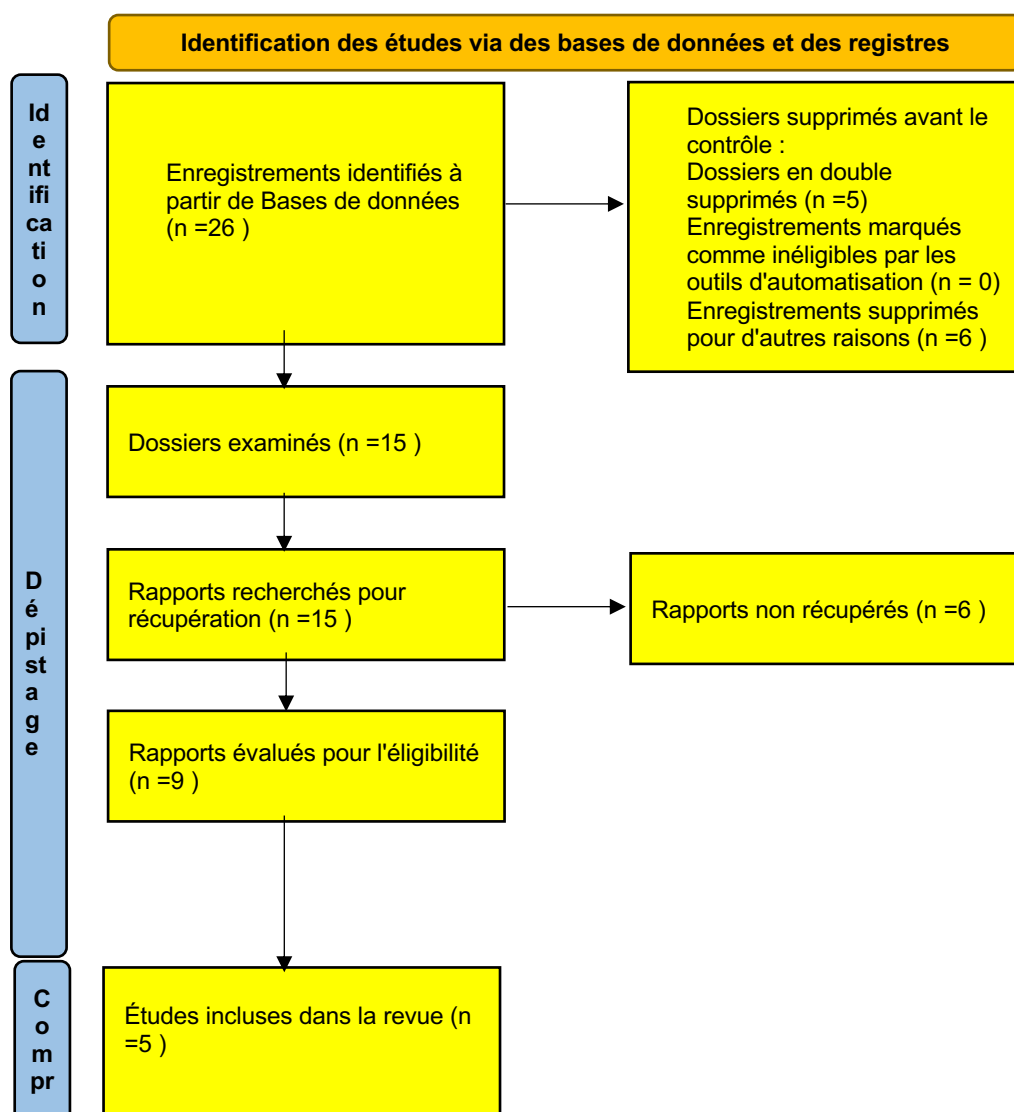 Identification des études via des bases de données et des registres
Id
e
nt
ifi
ca
ti
o
n
Enregistrements identifiés à
partir de Bases de données
(n =26 )
Dossiers supprimés avant le
contrôle :
Dossiers en double
supprimés (n =5)
Enregistrements marqués
comme inéligibles par les
outils d'automatisation (n = 0)
Enregistrements supprimés
pour d'autres raisons (n =6 )
D
é
pi
st
a
g
e
Dossiers examinés (n =15 )
Rapports recherchés pour
récupération (n =15 )
Rapports non récupérés (n =6 )
Rapports évalués pour l'éligibilité
(n =9 )
C
o
m
pr
Études incluses dans la revue (n
=5 )